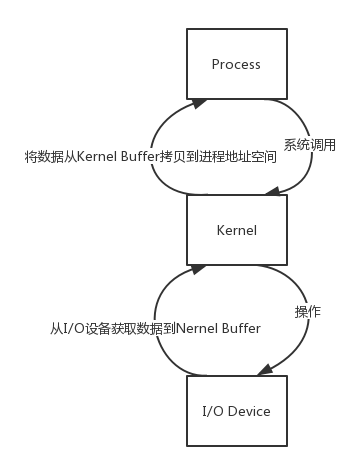 Process
将数据从Kernel Buffer拷贝到进程地址空间
系统调用
Kernel
从I/O设备获取数据到Nernel Buffer
操作
I/O Device